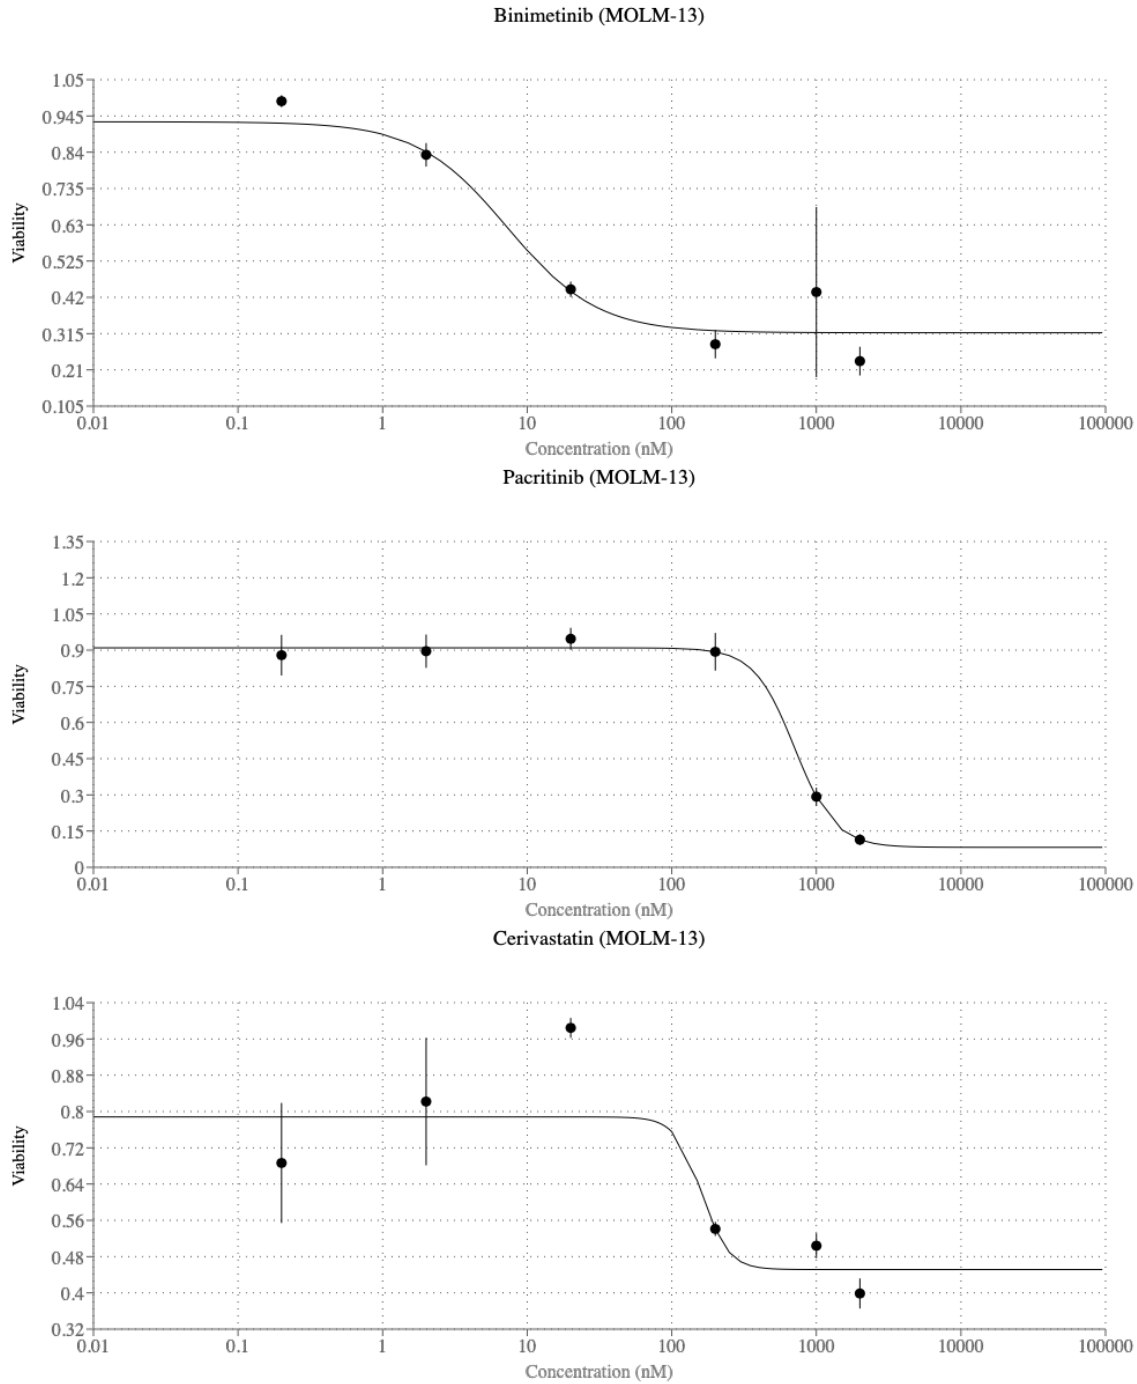 Binimetinib (MOLM-13)
1.05
0.945
0.84
0.735
0.63
0.525
0.42
0.315
0.21
0.105
Viability
0.01 0.1 1 10 100 1000 10000 100000
Concentration (nM)
Pacritinib (MOLM-13)
1.35
1.2
1.05
0.9
0.75
0.6
0.45
0.3
0.15
0
Viability
0.01 0.1 1 10 100 1000 10000 100000
Concentration (nM)
Cerivastatin (MOLM-13)
1.04
0.96
0.88
0.8
0.72
0.64
0.56
0.48
0.4
0.32
Viability
0.01 0.1 1 10 100 1000 10000 100000
Concentration (nM)